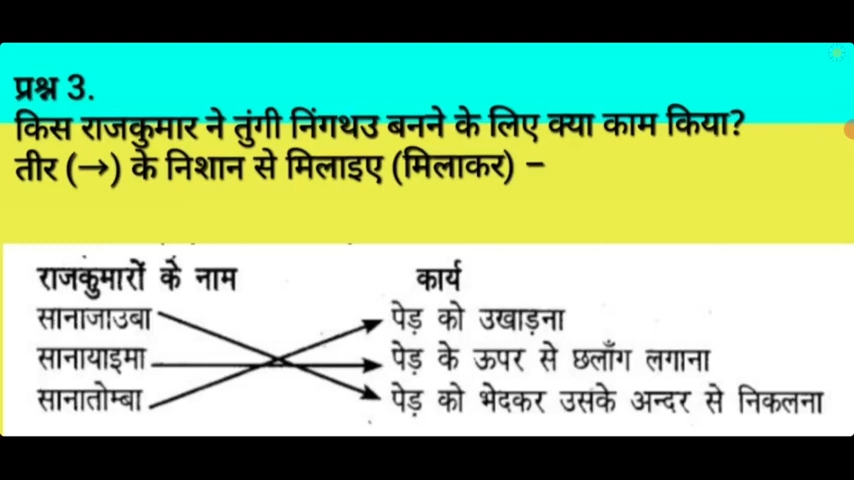 प्रश्न 3.
किस राजकुमार ने तुंगी निंगथउ बनने के लिए क्या काम किया?
तीर (→) के निशान से मिलाइए (मिलाकर) –
राजकुमारों के नाम कार्य
सानाजाउबा पेड़ को उखाड़ना
सानायाइमा पेड़ के ऊपर से छलाँग लगाना
सानातोम्बा पेड़ को भेदकर उसके अन्दर से निकलना